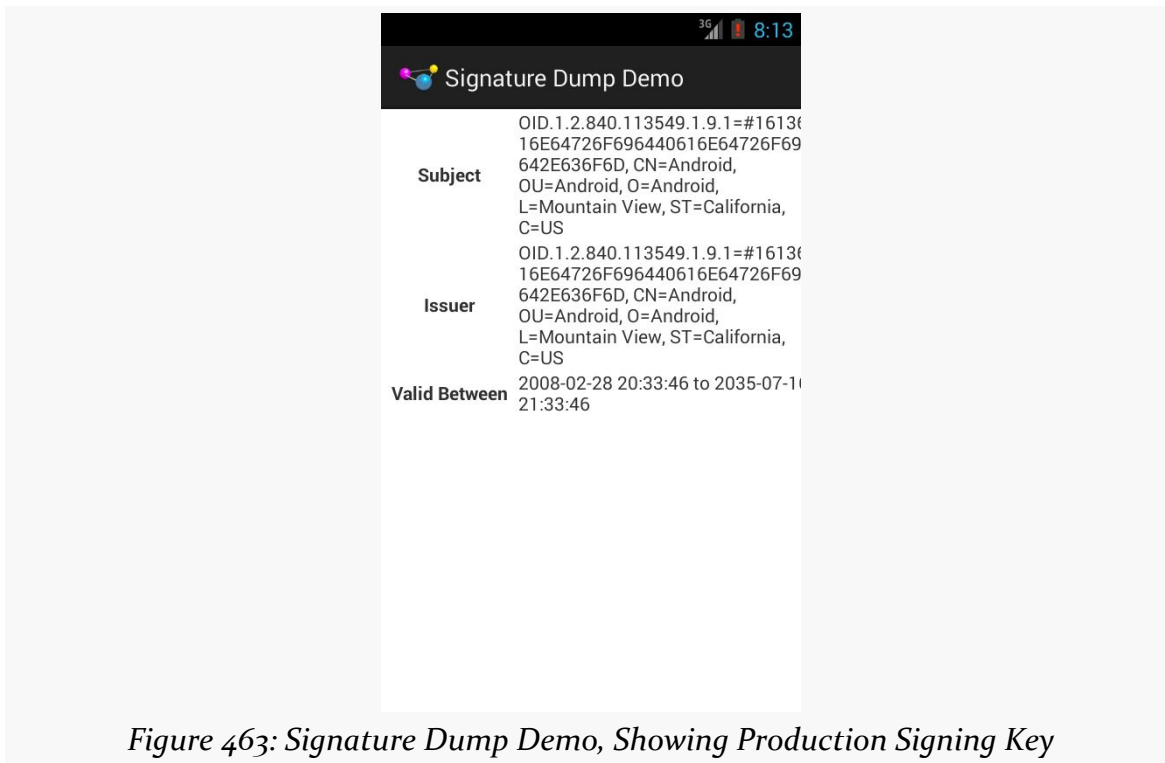 3G 8:13
Signature Dump Demo
Subject
OID.1.2.840.113549.1.9.1=#16136
16E64726F696440616E64726F69
642E636F6D, CN=Android,
OU=Android, O=Android,
L=Mountain View, ST=California,
C=US
Issuer
OID.1.2.840.113549.1.9.1=#16136
16E64726F696440616E64726F69
642E636F6D, CN=Android,
OU=Android, O=Android,
L=Mountain View, ST=California,
C=US
Valid Between
2008-02-28 20:33:46 to 2035-07-1
21:33:46
Figure 463: Signature Dump Demo, Showing Production Signing Key